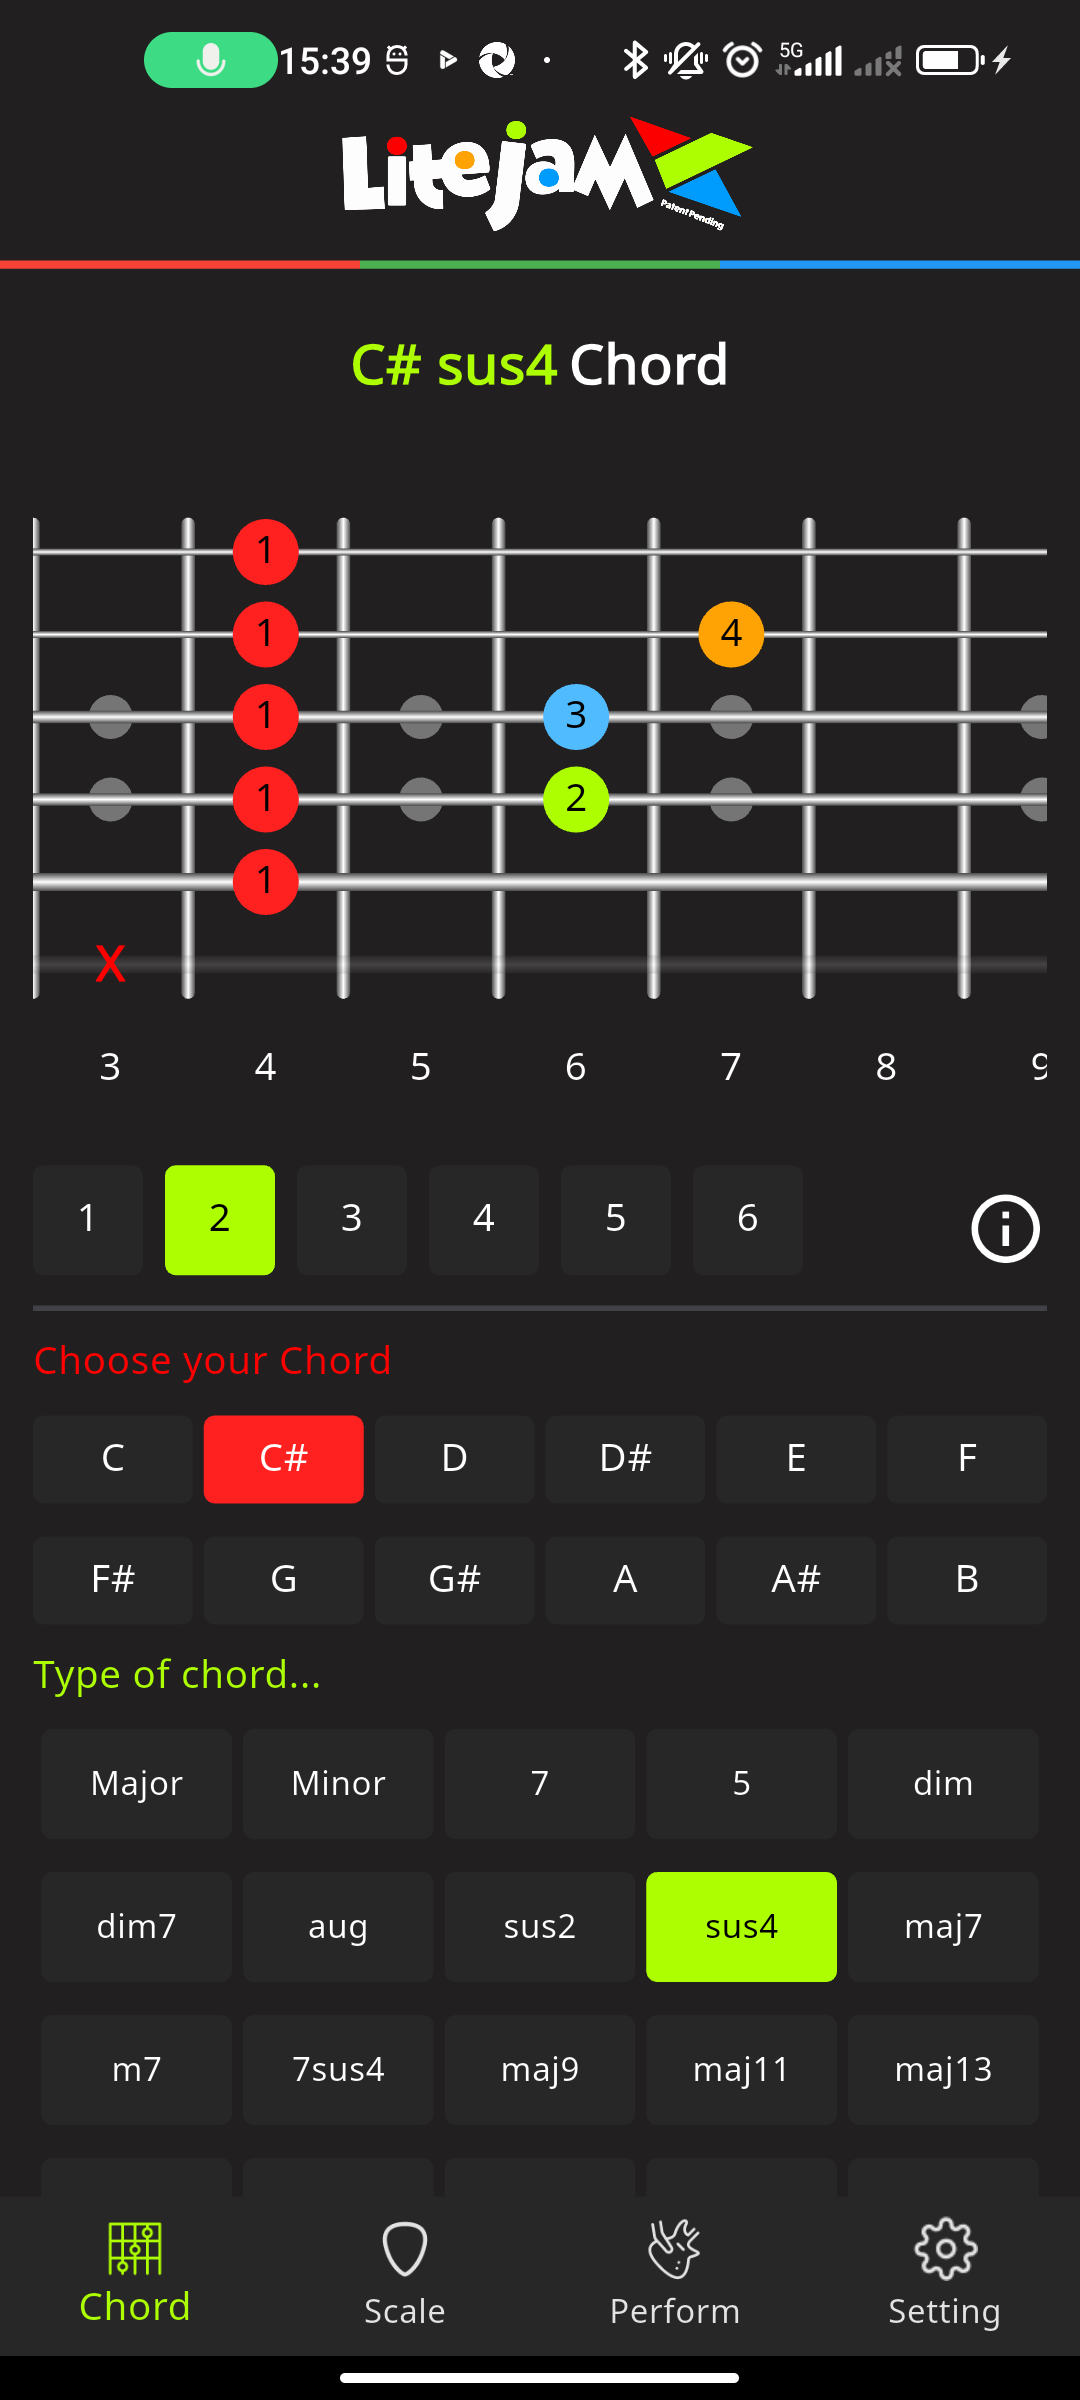 15:39
5G
Litejam
Patent Pending
C# sus4 Chord
1
1 4
1 3
1 2
1
X
3 4 5 6 7 8 9
1 2 3 4 5 6
Choose your Chord
C C# D D# E F
F# G G# A A# B
Type of chord...
Major Minor 7 5 dim
dim7 aug sus2 sus4 maj7
m7 7sus4 maj9 maj11 maj13
Chord Scale Perform Setting